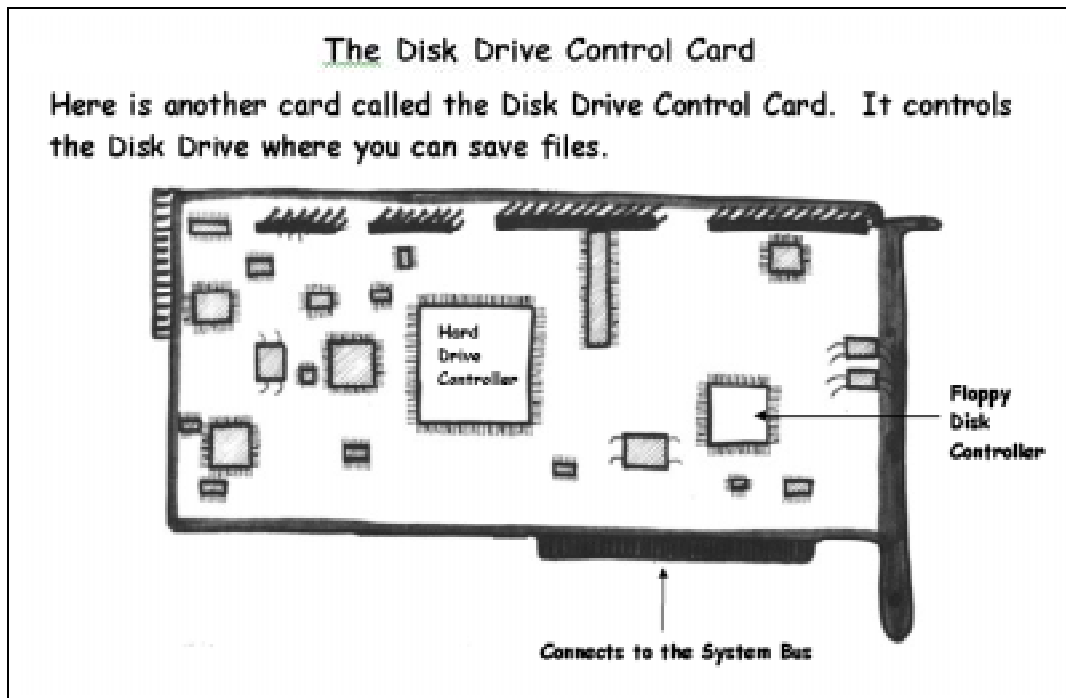 The Disk Drive Control Card
Here is another card called the Disk Drive Control Card. It controls
the Disk Drive where you can save files.
Hard
Drive
Controller
Floppy
Disk
Controller
Connects to the System Bus